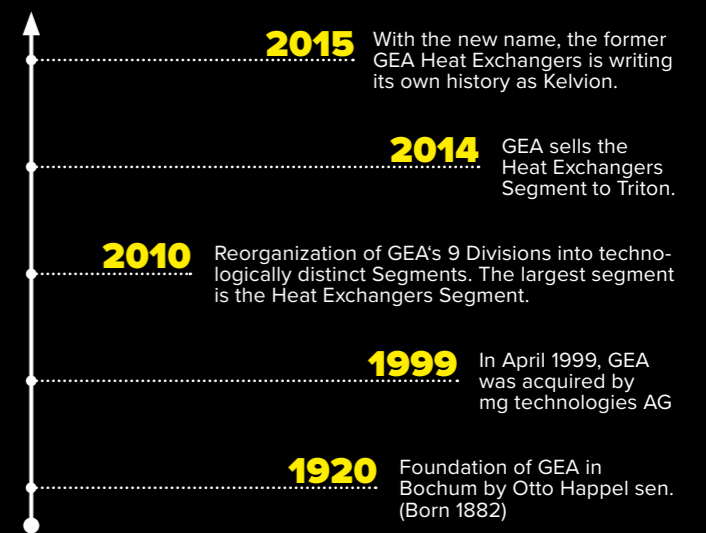 2015
With the new name, the former
GEA Heat Exchangers is writing
its own history as Kelvion.
2014
GEA sells the
Heat Exchangers
Segment to Triton.
2010
Reorganization of GEA‘s 9 Divisions into techno-
logically distinct Segments. The largest segment
is the Heat Exchangers Segment.
1999
In April 1999, GEA
was acquired by
mg technologies AG
1920
Foundation of GEA in
Bochum by Otto Happel sen.
(Born 1882)